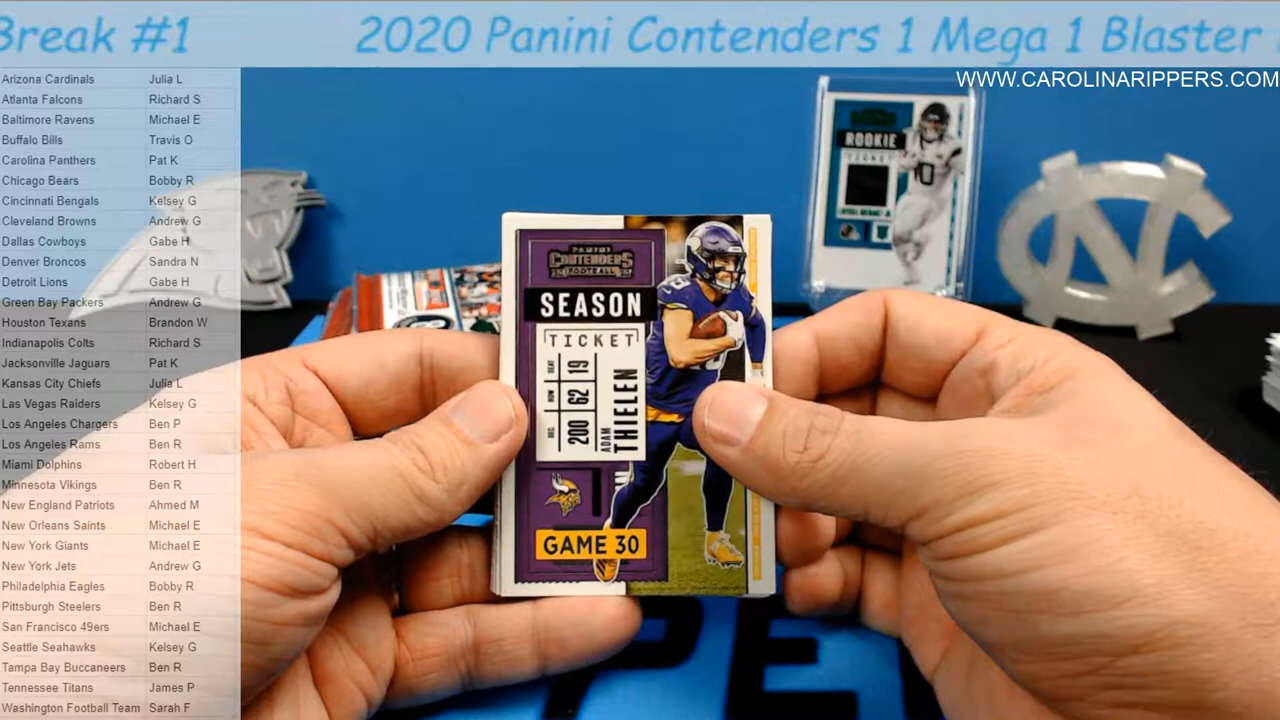 Break #1 2020 Panini Contenders 1 Mega 1 Blaster
WWW.CAROLINARIPPERS.COM
Arizona Cardinals Julia L
Atlanta Falcons Richard S
Baltimore Ravens Michael E
Buffalo Bills Travis O
Carolina Panthers Pat K
Chicago Bears Bobby R
Cincinnati Bengals Kelsey G
Cleveland Browns Andrew G
Dallas Cowboys Gabe H
Denver Broncos Sandra N
Detroit Lions Gabe H
Green Bay Packers Andrew G
Houston Texans Brandon W
Indianapolis Colts Richard S
Jacksonville Jaguars Pat K
Kansas City Chiefs Julia L
Las Vegas Raiders Kelsey G
Los Angeles Chargers Ben P
Los Angeles Rams Ben R
Miami Dolphins Robert H
Minnesota Vikings Ben R
New England Patriots Ahmed M
New Orleans Saints Michael E
New York Giants Michael E
New York Jets Andrew G
Philadelphia Eagles Bobby R
Pittsburgh Steelers Ben R
San Francisco 49ers Michael E
Seattle Seahawks Kelsey G
Tampa Bay Buccaneers Ben R
Tennessee Titans James P
Washington Football Team Sarah F
PANINI
CONTENDERS
FOOTBALL
SEASON
TICKET
REG. ROW SEAT
200 62 19
ADAM
THIELEN
GAME 30
ROOKIE
TICKET
10
NC